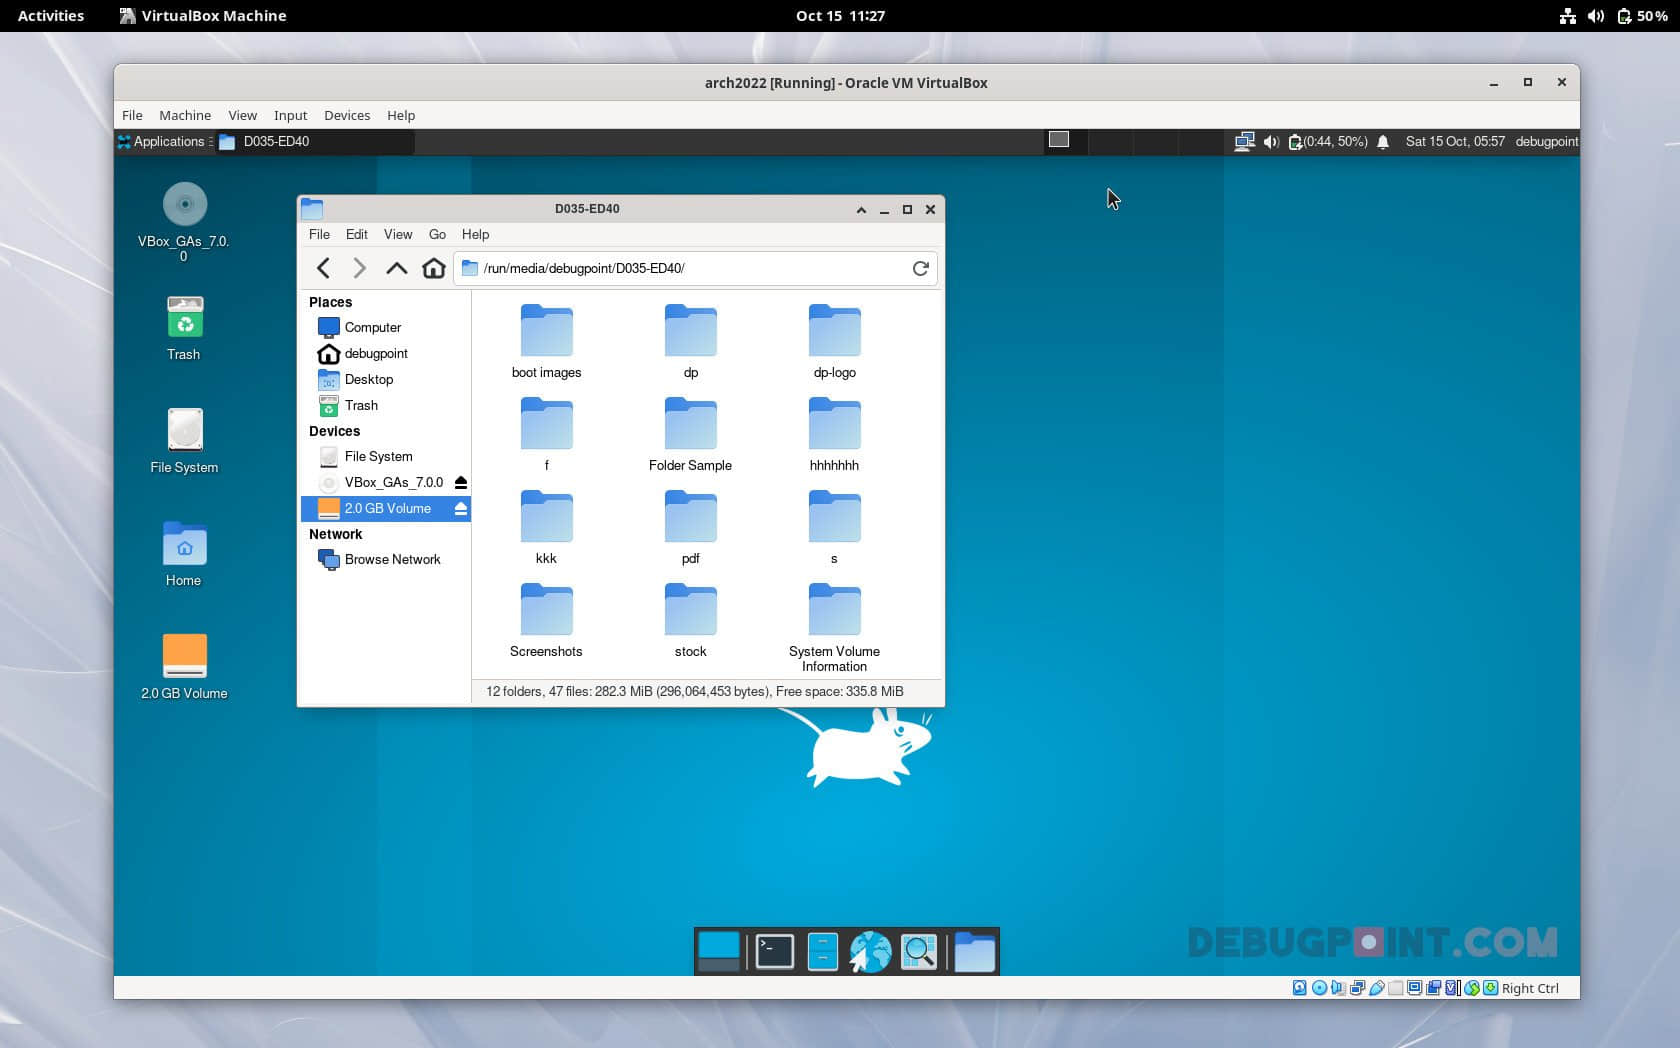 Activities
VirtualBox Machine
Oct 15 11:27
50 %
arch2022 [Running] - Oracle VM VirtualBox
File Machine View Input Devices Help
Applications
D035-ED40
(0:44, 50%)
Sat 15 Oct, 05:57
debugpoint
VBox_GAs_7.0.
0
Trash
File System
Home
2.0 GB Volume
D035-ED40
File Edit View Go Help
/run/media/debugpoint/D035-ED40/
Places
Computer
debugpoint
Desktop
Trash
Devices
File System
VBox_GAs_7.0.0
2.0 GB Volume
Network
Browse Network
boot images
dp
dp-logo
f
Folder Sample
hhhhhhh
kkk
pdf
s
Screenshots
stock
System Volume
Information
12 folders, 47 files: 282.3 MiB (296,064,453 bytes), Free space: 335.8 MiB
DEBUGPOINT.COM
Right Ctrl